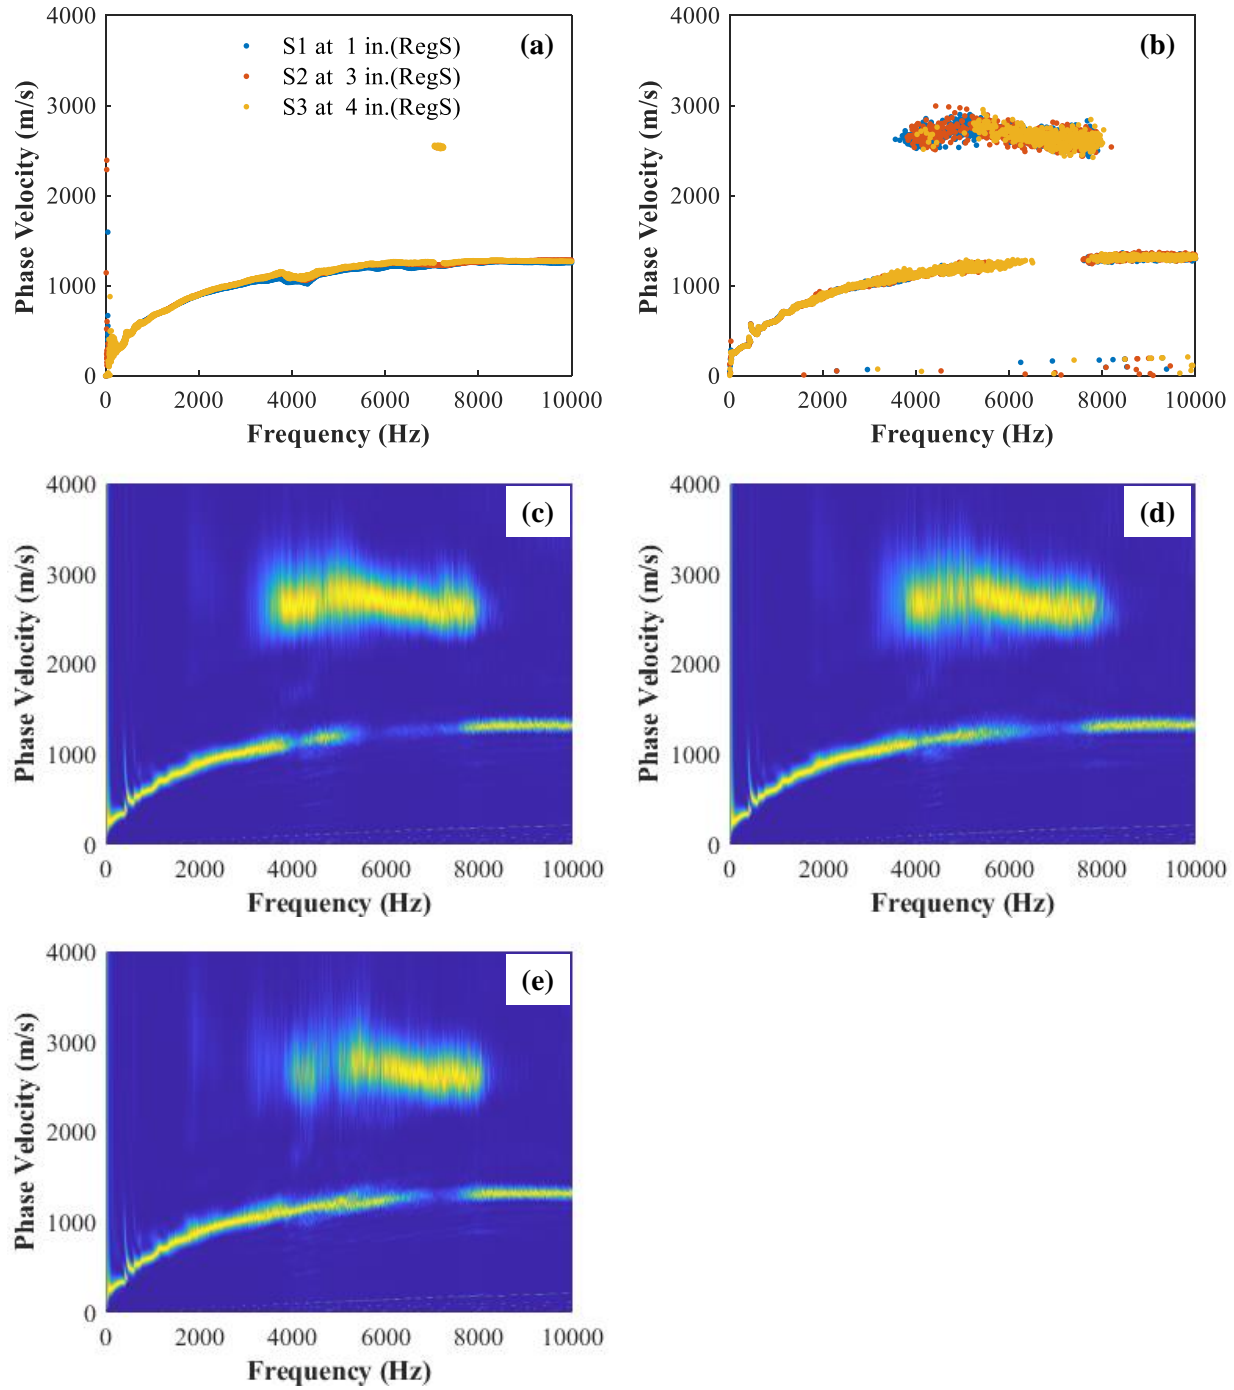 4000
3000
2000
1000
0
Phase Velocity (m/s)
S1 at 1 in.(RegS)
S2 at 3 in.(RegS)
S3 at 4 in.(RegS)
(a)
0 2000 4000 6000 8000 10000
Frequency (Hz)
4000
3000
2000
1000
0
Phase Velocity (m/s)
(b)
0 2000 4000 6000 8000 10000
Frequency (Hz)
4000
3000
2000
1000
0
Phase Velocity (m/s)
(c)
0 2000 4000 6000 8000 10000
Frequency (Hz)
4000
3000
2000
1000
0
Phase Velocity (m/s)
(d)
0 2000 4000 6000 8000 10000
Frequency (Hz)
4000
3000
2000
1000
0
Phase Velocity (m/s)
(e)
0 2000 4000 6000 8000 10000
Frequency (Hz)